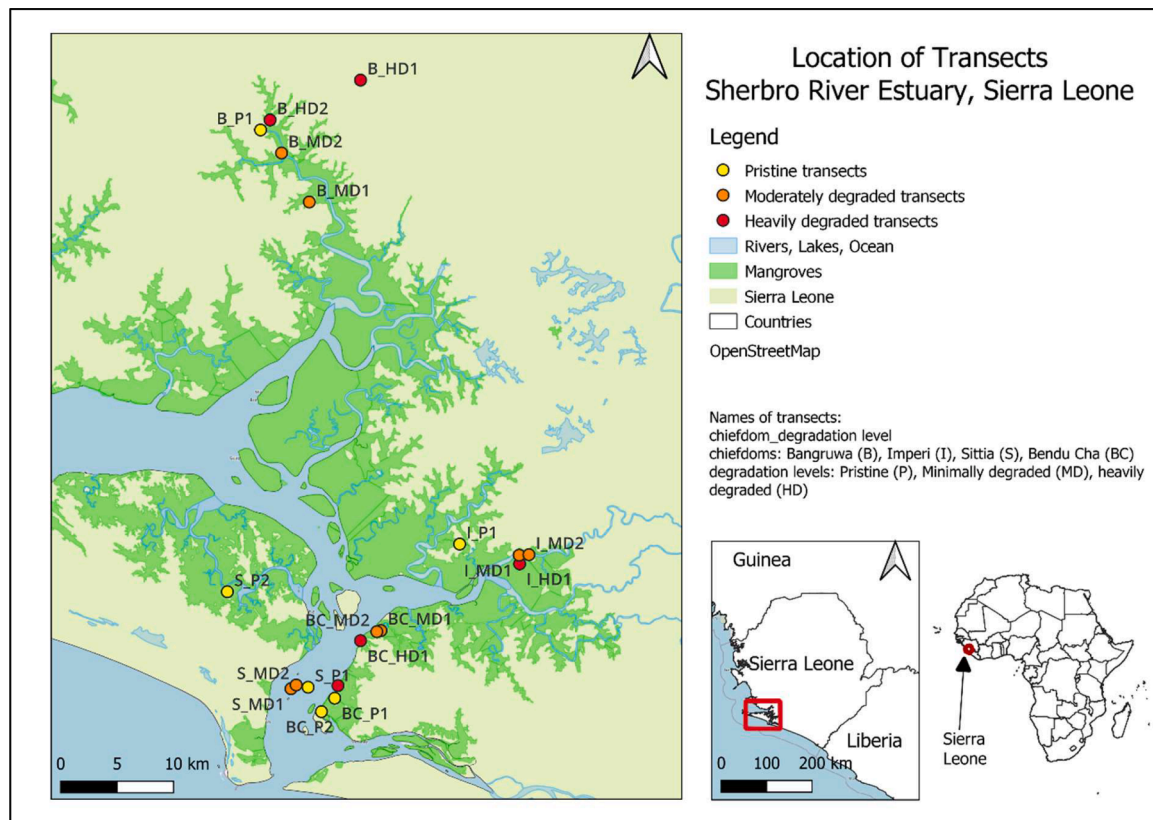 Location of Transects
Sherbro River Estuary, Sierra Leone
Legend
Pristine transects
Moderately degraded transects
Heavily degraded transects
Rivers, Lakes, Ocean
Mangroves
Sierra Leone
Countries
OpenStreetMap
Names of transects:
chiefdom_degradation level
chiefdoms: Bangruwa (B), Imperi (I), Sittia (S), Bendu Cha (BC)
degradation levels: Pristine (P), Minimally degraded (MD), heavily
degraded (HD)
B_HD1
B_HD2
B_P1
B_MD2
B_MD1
I_P1
I_MD2
I_MD1
I_HD1
S_P2
BC_MD2
BC_MD1
BC_HD1
S_MD2
S_P1
S_MD1
BC_P1
BC_P2
0 5 10 km
Guinea
Sierra Leone
Liberia
0 100 200 km
Sierra
Leone